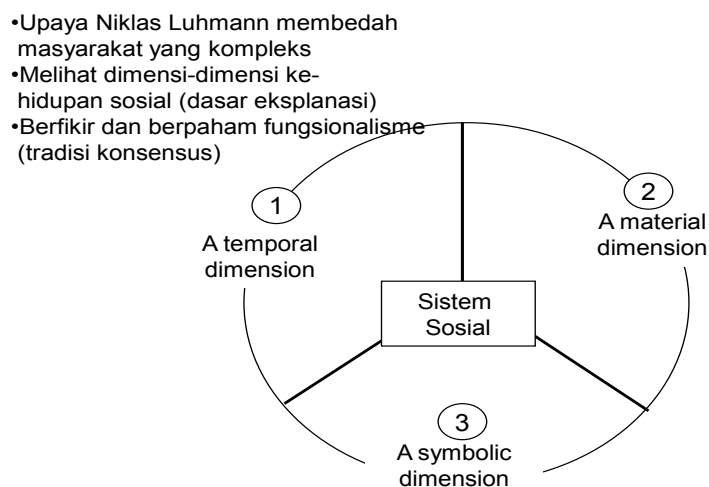 •Upaya Niklas Luhmann membedah
masyarakat yang kompleks
•Melihat dimensi-dimensi ke-
hidupan sosial (dasar eksplanasi)
•Berfikir dan berpaham fungsionalisme
(tradisi konsensus)
1
A temporal
dimension
2
A material
dimension
Sistem
Sosial
3
A symbolic
dimension